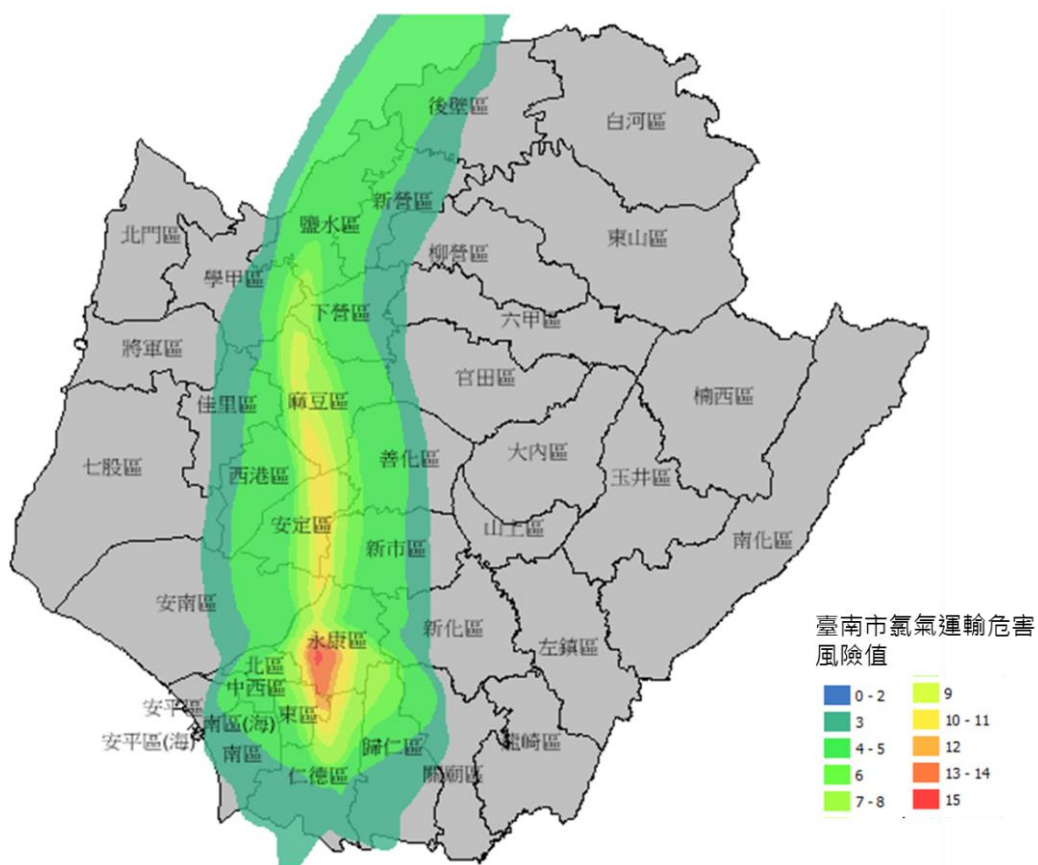 後壁區
白河區
新營區
鹽水區
北門區
東山區
柳營區
學甲區
下營區
六甲區
將軍區
官田區
楠西區
麻豆區
佳里區
大內區
善化區
七股區
西港區
玉井區
安定區
山上區
新市區
南化區
安南區
新化區
永康區
左鎮區
北區
中西區
安平區
東區
南區(海)
安平區(海)
歸仁區
龍崎區
南區
關廟區
仁德區
臺南市氯氣運輸危害
風險值
0 - 2
9
3
10 - 11
4 - 5
12
6
13 - 14
7 - 8
15